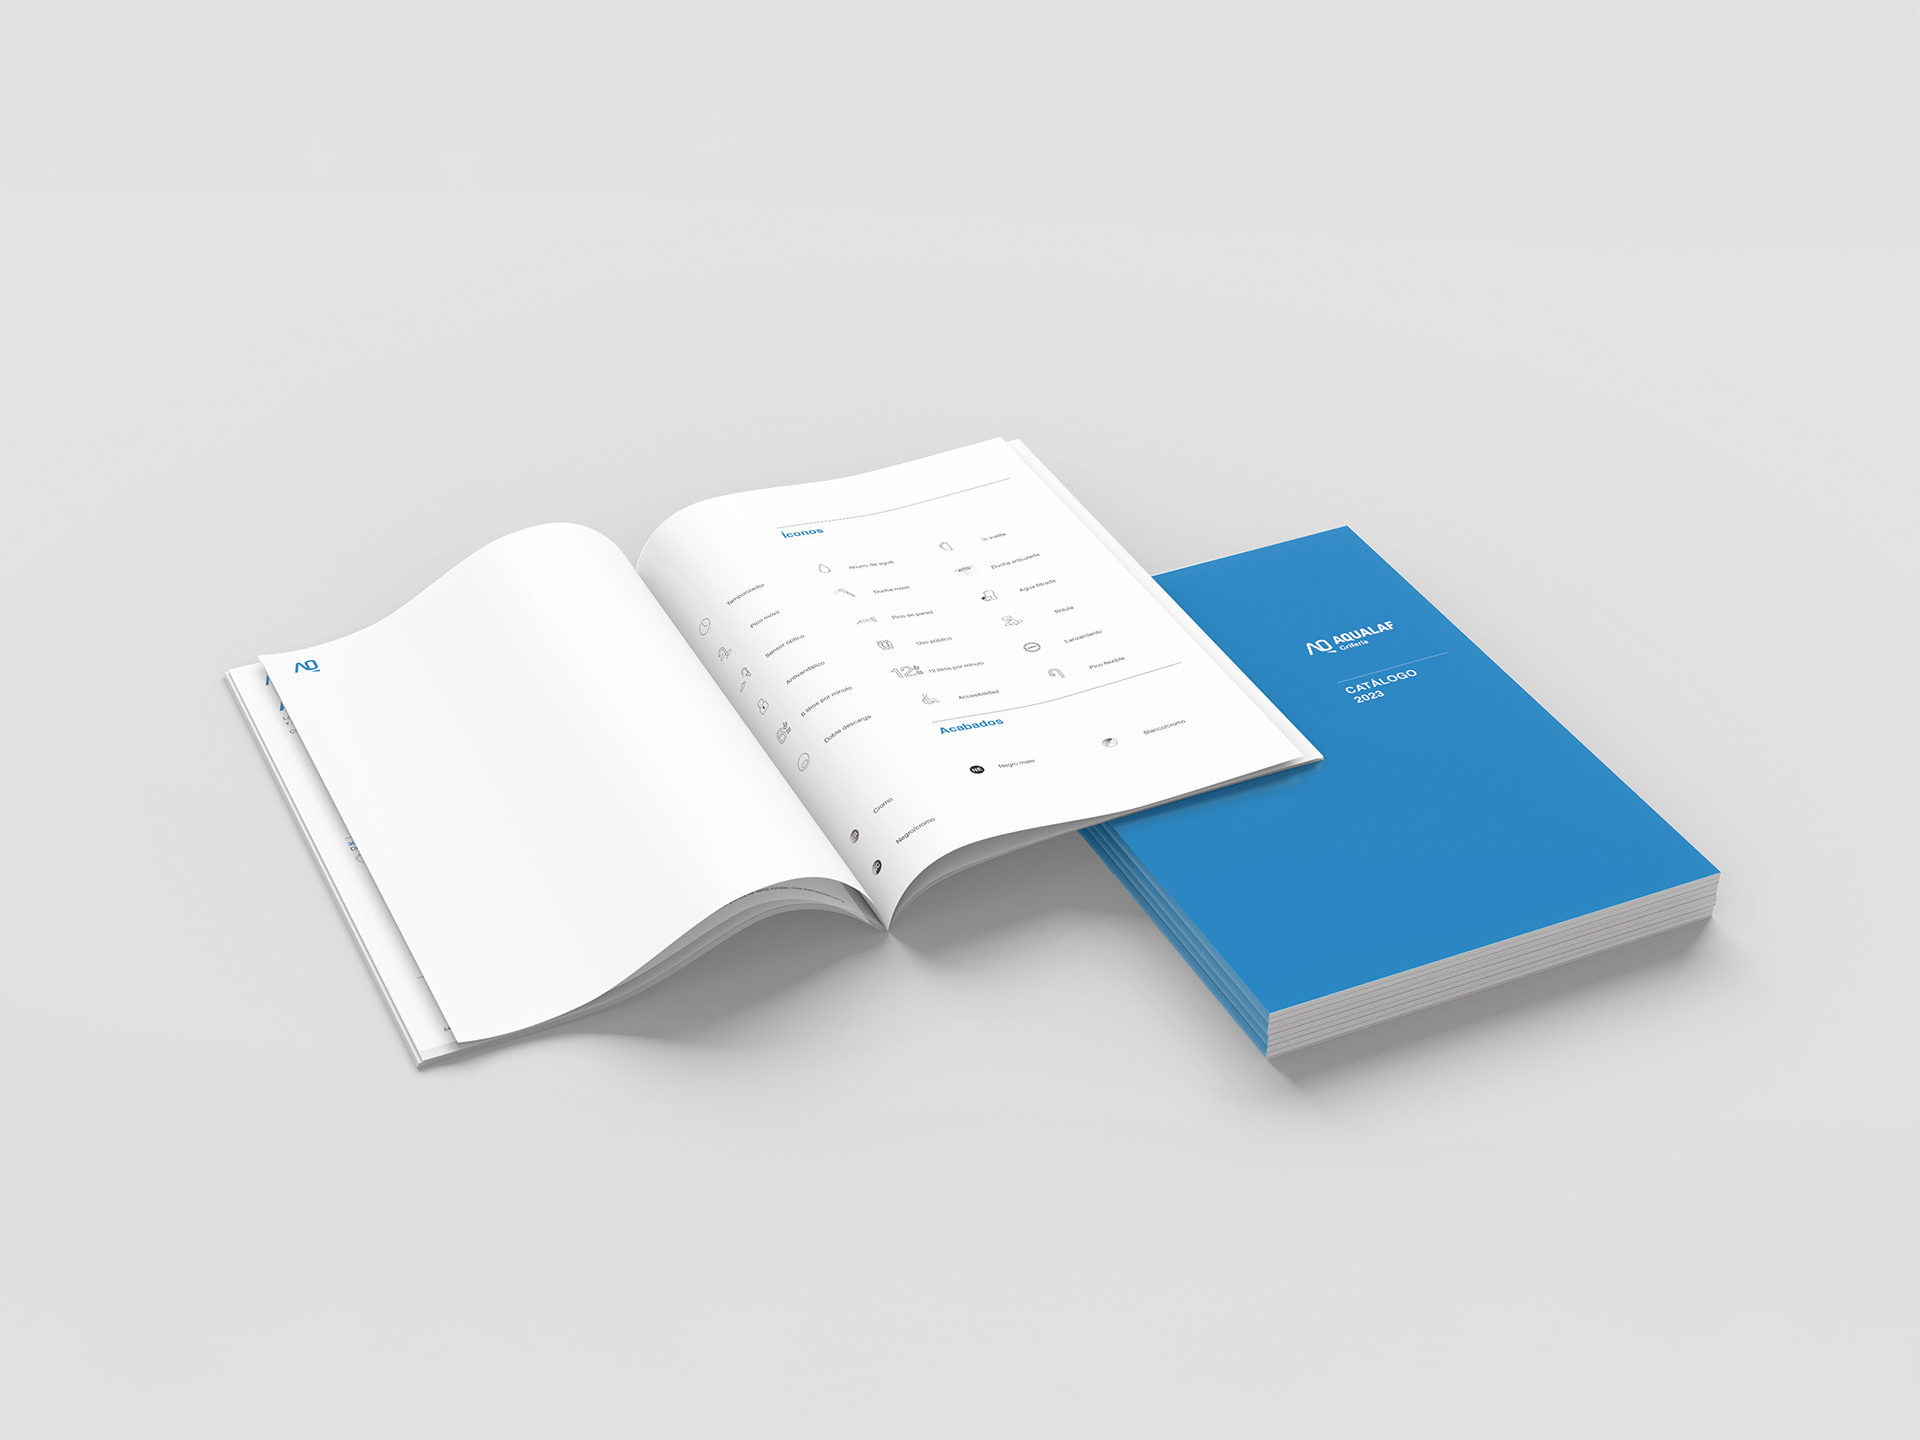 AQ
Íconos
Temporizador
Ahorro de agua
½ vuelta
Pico móvil
Ducha móvil
Ducha articulada
Sensor óptico
Pico de pared
Agua filtrada
Antivandálico
Uso público
Rótula
6 litros por minuto
12 litros por minuto
Lanzamiento
Doble descarga
Accesibilidad
Pico flexible
Acabados
Cromo
Negro mate
Blanco/cromo
Negro/cromo
NE
AQ AQUALAF
Grifería
CATÁLOGO
2023